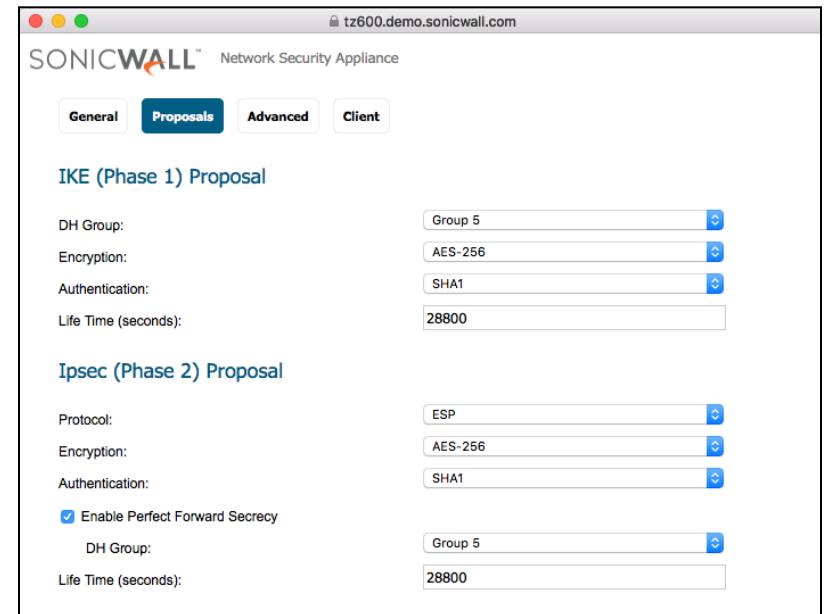 tz600.demo.sonicwall.com
SONICWALL™ Network Security Appliance
General Proposals Advanced Client
IKE (Phase 1) Proposal
DH Group: Group 5
Encryption: AES-256
Authentication: SHA1
Life Time (seconds): 28800
Ipsec (Phase 2) Proposal
Protocol: ESP
Encryption: AES-256
Authentication: SHA1
Enable Perfect Forward Secrecy
DH Group: Group 5
Life Time (seconds): 28800